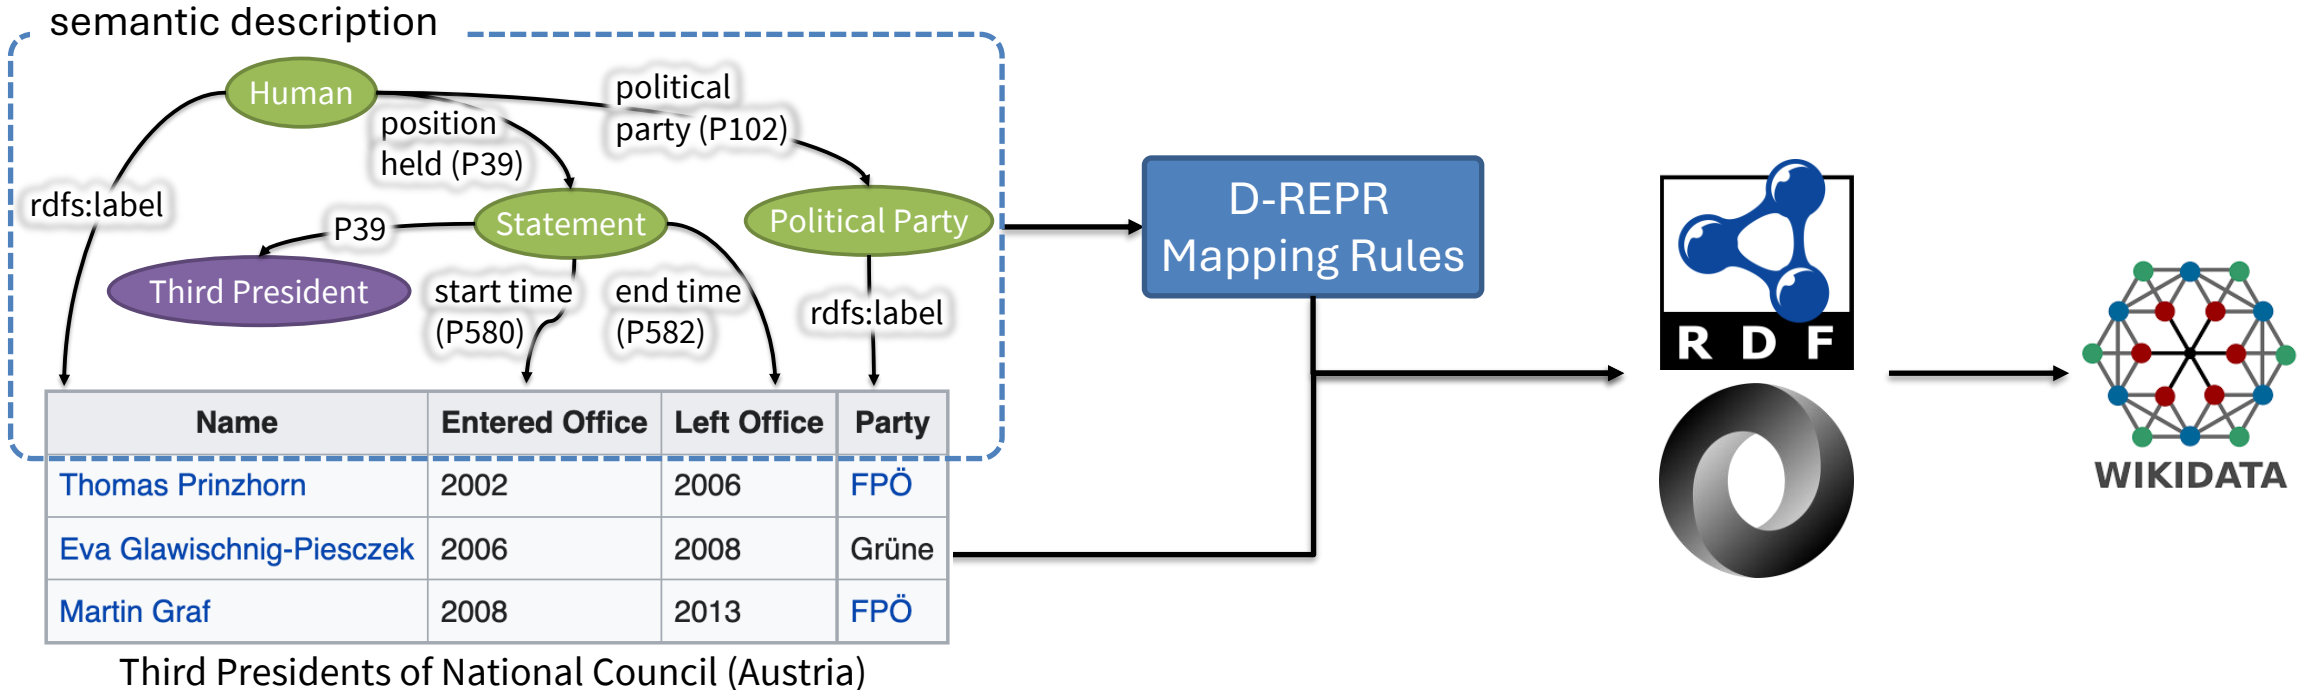 semantic description
Human
political
party (P102)
position
held (P39)
rdfs:label
P39
Statement
Political Party
Third President
start time
(P580)
end time
(P582)
rdfs:label
Name Entered Office Left Office Party
Thomas Prinzhorn 2002 2006 FPÖ
Eva Glawischnig-Piesczek 2006 2008 Grüne
Martin Graf 2008 2013 FPÖ
Third Presidents of National Council (Austria)
D-REPR
Mapping Rules
RDF
WIKIDATA